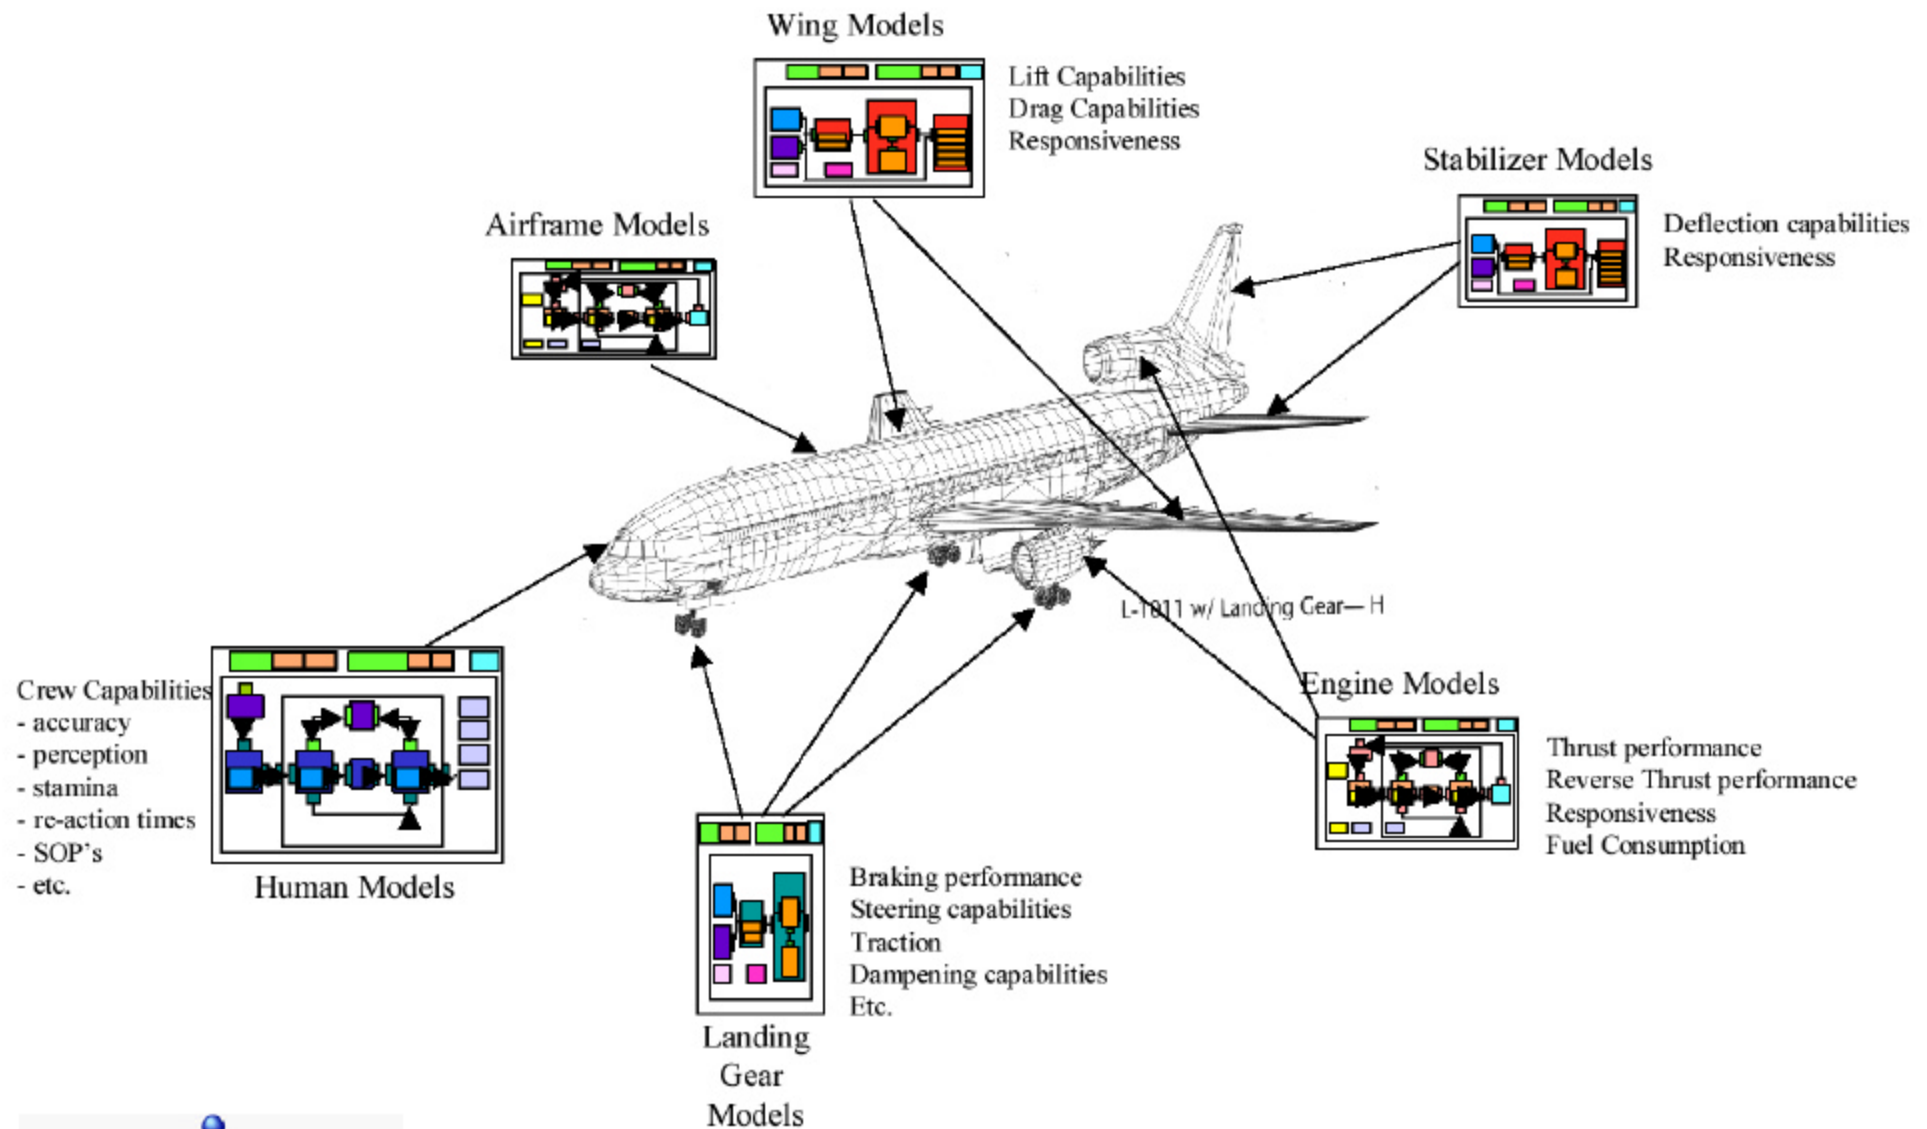 Wing Models
Lift Capabilities
Drag Capabilities
Responsiveness
Stabilizer Models
Deflection capabilities
Responsiveness
Airframe Models
L-1011 w/ Landing Gear— H
Crew Capabilities
- accuracy
- perception
- stamina
- re-action times
- SOP's
- etc.
Human Models
Engine Models
Thrust performance
Reverse Thrust performance
Responsiveness
Fuel Consumption
Braking performance
Steering capabilities
Traction
Dampening capabilities
Etc.
Landing
Gear
Models